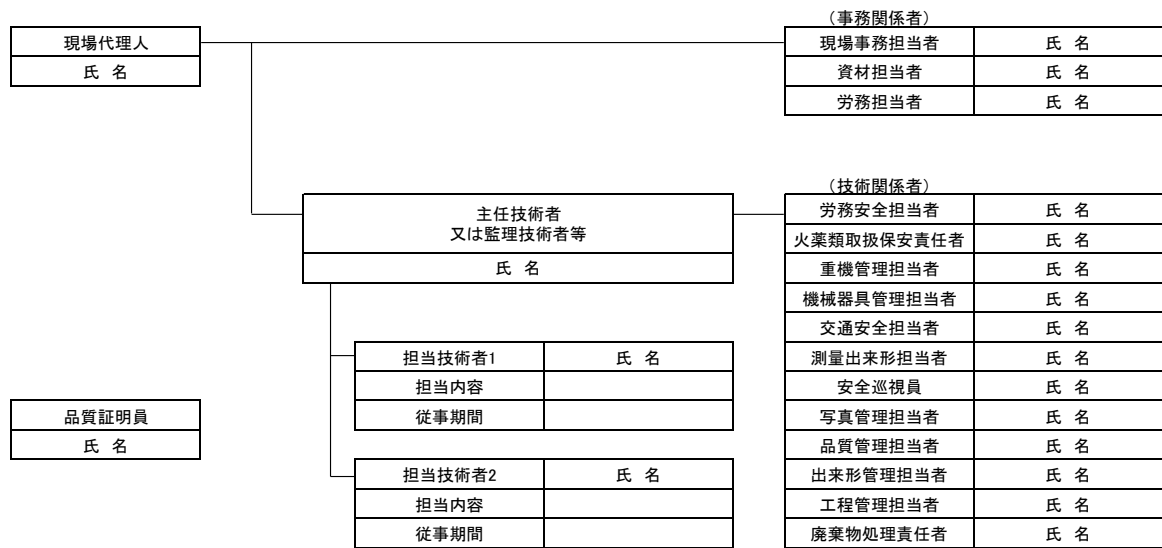 （事務関係者）
現場代理人
氏 名
現場事務担当者 氏 名
資材担当者 氏 名
労務担当者 氏 名
（技術関係者）
主任技術者
又は監理技術者等
氏 名
労務安全担当者 氏 名
火薬類取扱保安責任者 氏 名
重機管理担当者 氏 名
機械器具管理担当者 氏 名
交通安全担当者 氏 名
測量出来形担当者 氏 名
安全巡視員 氏 名
写真管理担当者 氏 名
品質管理担当者 氏 名
出来形管理担当者 氏 名
工程管理担当者 氏 名
廃棄物処理責任者 氏 名
担当技術者1 氏 名
担当内容
従事期間
品質証明員
氏 名
担当技術者2 氏 名
担当内容
従事期間